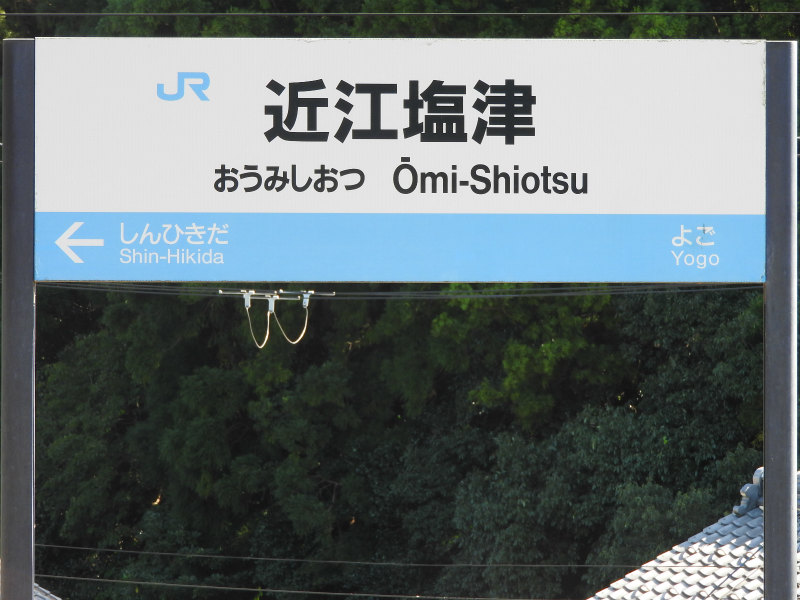 JR 近江塩津
おうみしおつ Ōmi-Shiotsu
← しんひきだ よご
Shin-Hikida Yogo